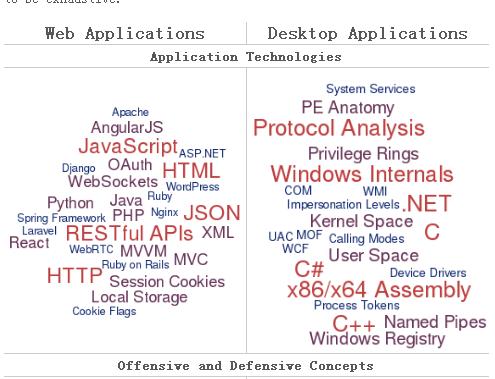 to be exhaustive.
Web Applications
Desktop Applications
Application Technologies
Apache
AngularJS
JavaScript
ASP.NET
Django
OAuth
HTML
WebSockets
WordPress
Python
Java
Ruby
Spring Framework
PHP
Nginx
JSON
Laravel
RESTful APIs
XML
React
WebRTC
MVVM
MVC
Ruby on Rails
HTTP
Session Cookies
Local Storage
Cookie Flags
System Services
PE Anatomy
Protocol Analysis
Privilege Rings
Windows Internals
COM
WMI
Impersonation Levels
.NET
Kernel Space
C
UAC
MOF
Calling Modes
WCF
User Space
C#
Device Drivers
x86/x64 Assembly
Process Tokens
C++
Named Pipes
Windows Registry
Offensive and Defensive Concepts